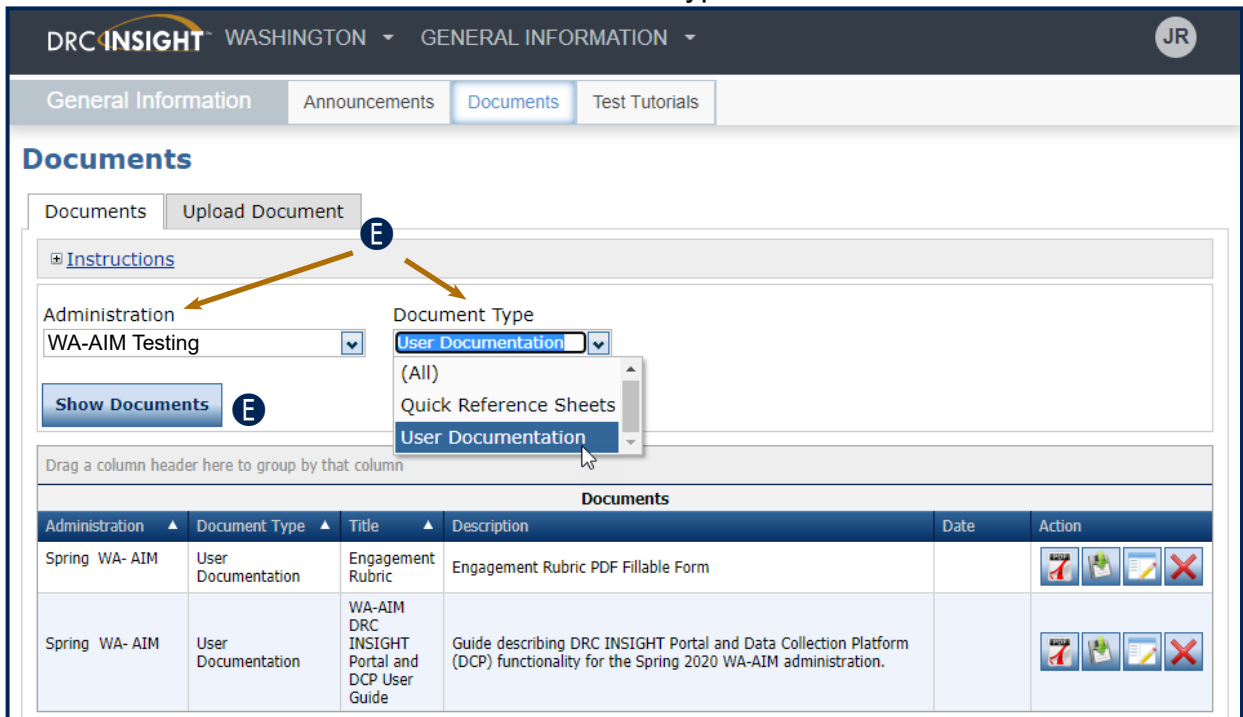 DRC INSIGHT WASHINGTON GENERAL INFORMATION JR
General Information Announcements Documents Test Tutorials
Documents
Documents Upload Document
E
Instructions
Administration Document Type
WA-AIM Testing User Documentation
(All)
Quick Reference Sheets
User Documentation
Show Documents E
Drag a column header here to group by that column
Documents
Administration Document Type Title Description Date Action
Spring WA- AIM User Documentation Engagement Rubric Engagement Rubric PDF Fillable Form
Spring WA- AIM User Documentation WA-AIM DRC INSIGHT Portal and DCP User Guide Guide describing DRC INSIGHT Portal and Data Collection Platform (DCP) functionality for the Spring 2020 WA-AIM administration.